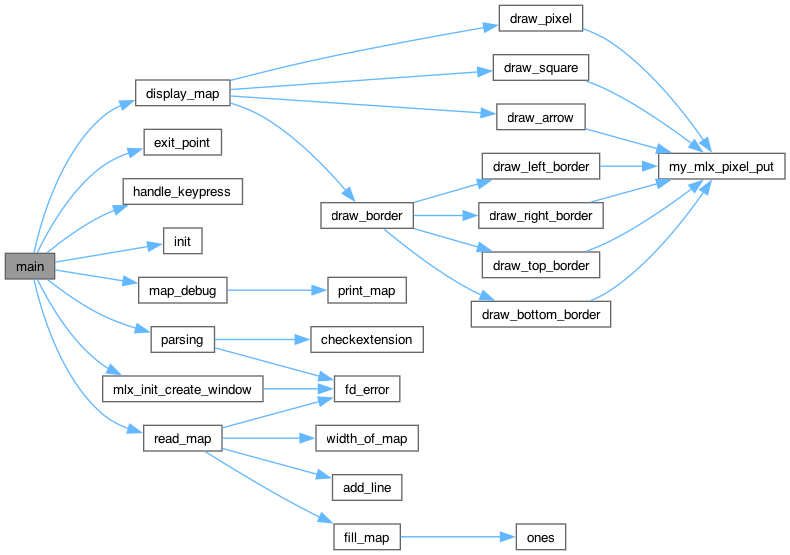 main
display_map
exit_point
handle_keypress
init
map_debug
parsing
mlx_init_create_window
read_map
draw_border
print_map
checkextension
fd_error
width_of_map
add_line
fill_map
draw_pixel
draw_square
draw_arrow
draw_left_border
draw_right_border
draw_top_border
draw_bottom_border
ones
my_mlx_pixel_put